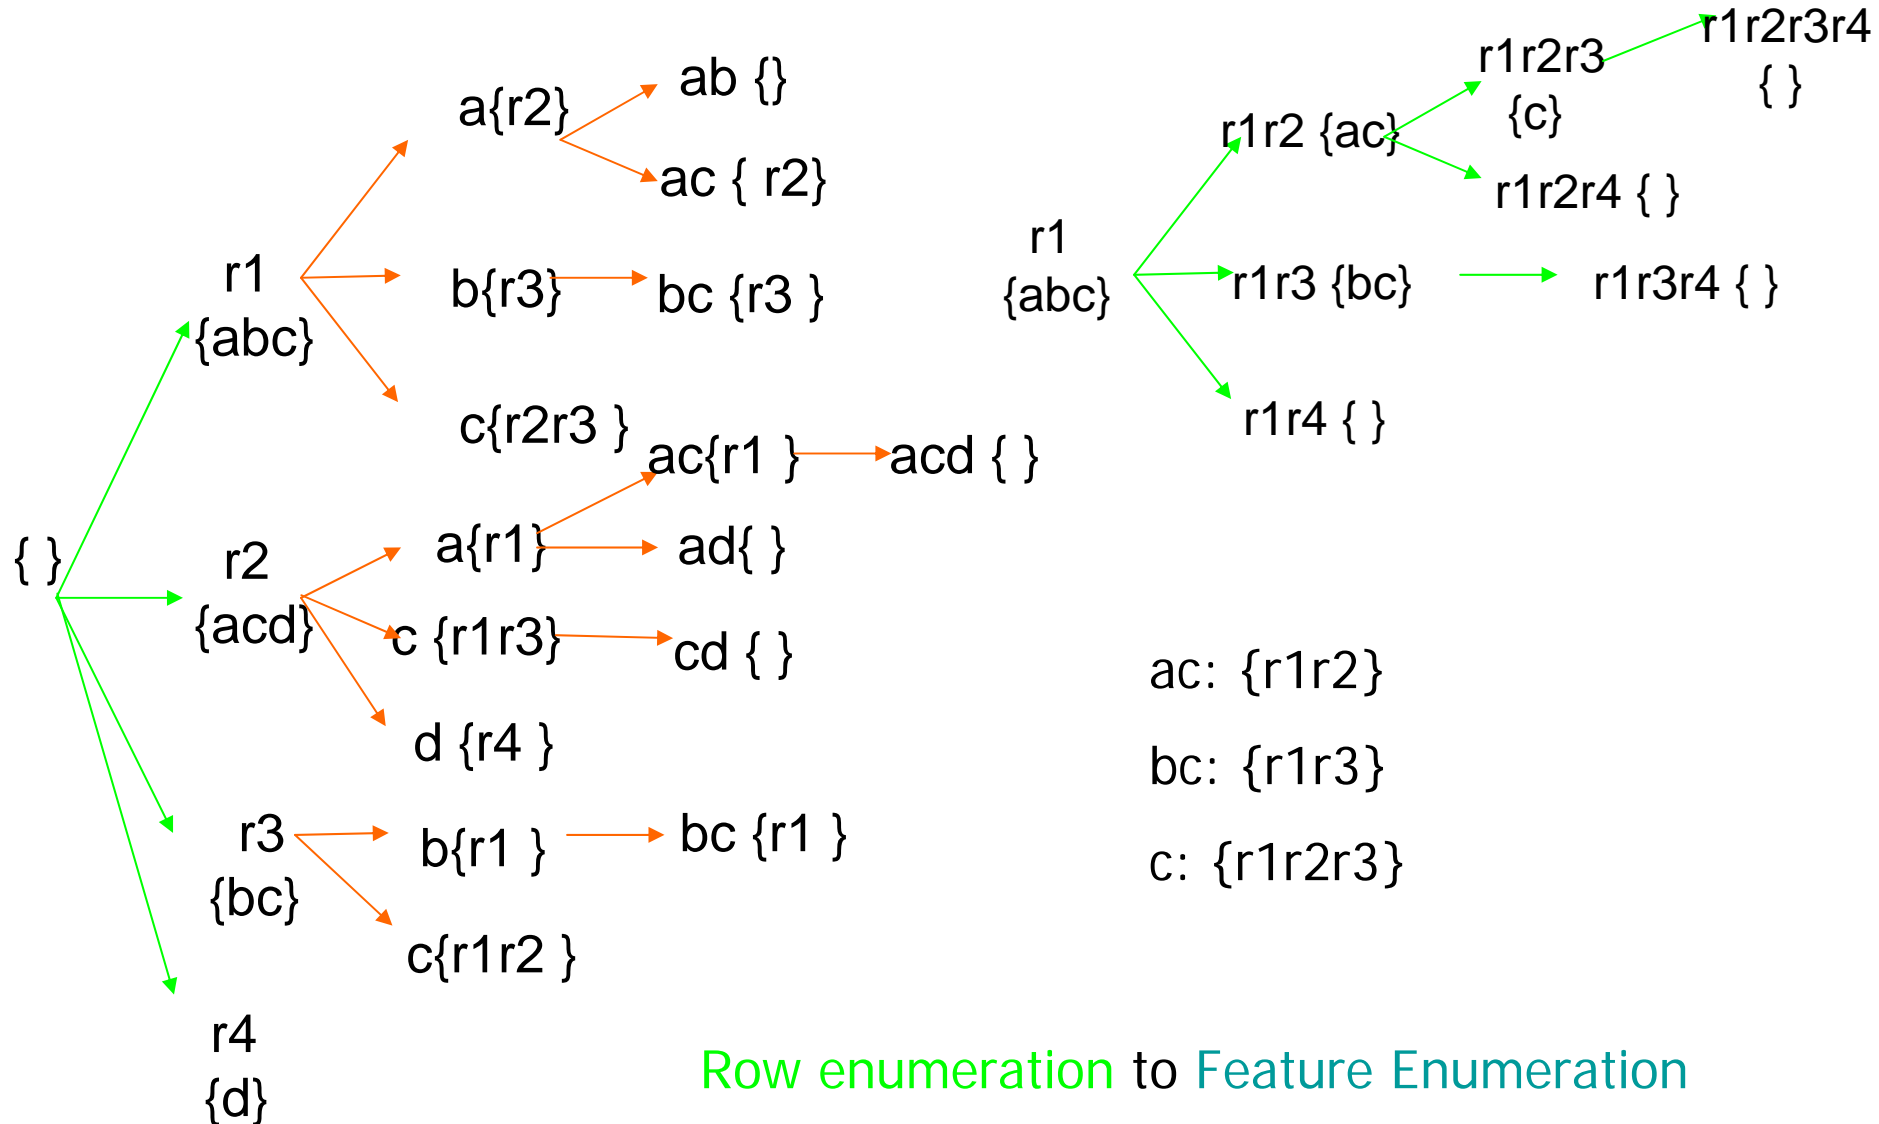 r1r2r3r4
{ }
r1r2r3
{c}
ab {}
a{r2}
r1r2 {ac}
ac { r2}
r1r2r4 { }
r1
{abc}
r1
{abc}
b{r3}
bc {r3 }
r1r3 {bc}
r1r3r4 { }
c{r2r3 }
r1r4 { }
ac{r1 }
acd { }
{ }
r2
{acd}
a{r1}
ad{ }
c {r1r3}
cd { }
d {r4 }
ac: {r1r2}
bc: {r1r3}
c: {r1r2r3}
r3
{bc}
b{r1 }
bc {r1 }
c{r1r2 }
r4
{d}
Row enumeration to Feature Enumeration